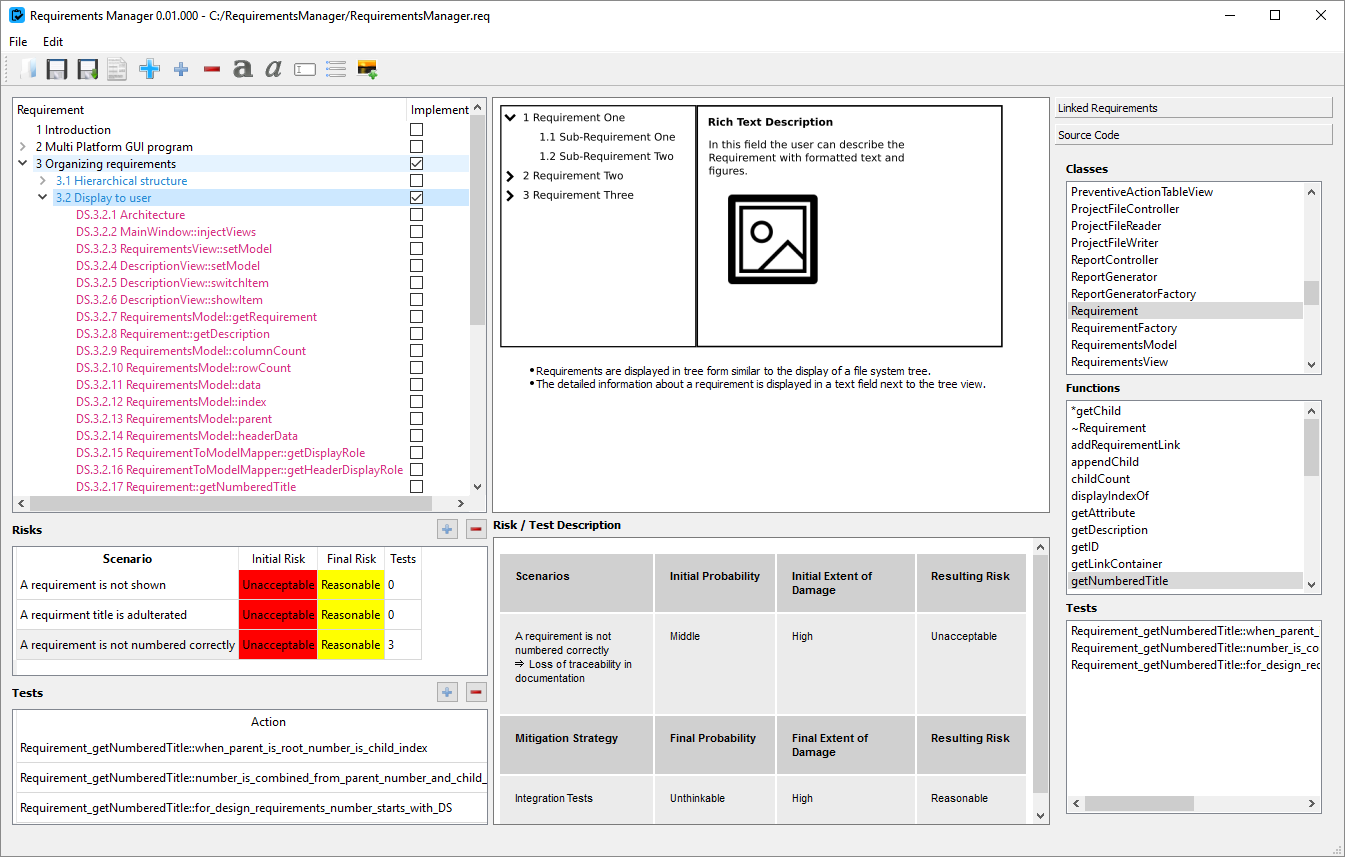 Requirements Manager 0.01.000 - C:/RequirementsManager/RequirementsManager.req
File Edit
a a
Requirement Implement
1 Introduction
2 Multi Platform GUI program
3 Organizing requirements
3.1 Hierarchical structure
3.2 Display to user
DS.3.2.1 Architecture
DS.3.2.2 MainWindow::injectViews
DS.3.2.3 RequirementsView::setModel
DS.3.2.4 DescriptionView::setModel
DS.3.2.5 DescriptionView::switchItem
DS.3.2.6 DescriptionView::showItem
DS.3.2.7 RequirementsModel::getRequirement
DS.3.2.8 Requirement::getDescription
DS.3.2.9 RequirementsModel::columnCount
DS.3.2.10 RequirementsModel::rowCount
DS.3.2.11 RequirementsModel::data
DS.3.2.12 RequirementsModel::index
DS.3.2.13 RequirementsModel::parent
DS.3.2.14 RequirementsModel::headerData
DS.3.2.15 RequirementToModelMapper::getDisplayRole
DS.3.2.16 RequirementToModelMapper::getHeaderDisplayRole
DS.3.2.17 Requirement::getNumberedTitle
1 Requirement One
1.1 Sub-Requirement One
1.2 Sub-Requirement Two
2 Requirement Two
3 Requirement Three
Rich Text Description
In this field the user can describe the
Requirement with formatted text and
figures.
•Requirements are displayed in tree form similar to the display of a file system tree.
•The detailed information about a requirement is displayed in a text field next to the tree view.
Linked Requirements
Source Code
Classes
PreventiveActionTableView
ProjectFileController
ProjectFileReader
ProjectFileWriter
ReportController
ReportGenerator
ReportGeneratorFactory
Requirement
RequirementFactory
RequirementsModel
RequirementsView
Functions
*getChild
~Requirement
addRequirementLink
appendChild
childCount
displayIndexOf
getAttribute
getDescription
getID
getLinkContainer
getNumberedTitle
Tests
Requirement_getNumberedTitle::when_parent_
Requirement_getNumberedTitle::number_is_co
Requirement_getNumberedTitle::for_design_rec
Risks
Scenario Initial Risk Final Risk Tests
A requirement is not shown Unacceptable Reasonable 0
A requirment title is adulterated Unacceptable Reasonable 0
A requirement is not numbered correctly Unacceptable Reasonable 3
Tests
Action
Requirement_getNumberedTitle::when_parent_is_root_number_is_child_index
Requirement_getNumberedTitle::number_is_combined_from_parent_number_and_child_
Requirement_getNumberedTitle::for_design_requirements_number_starts_with_DS
Risk / Test Description
Scenarios Initial Probability Initial Extent of Resulting Risk
Damage
A requirement is not Middle High Unacceptable
numbered correctly
⇒ Loss of traceability in
documentation
Mitigation Strategy Final Probability Final Extent of Resulting Risk
Damage
Integration Tests Unthinkable High Reasonable